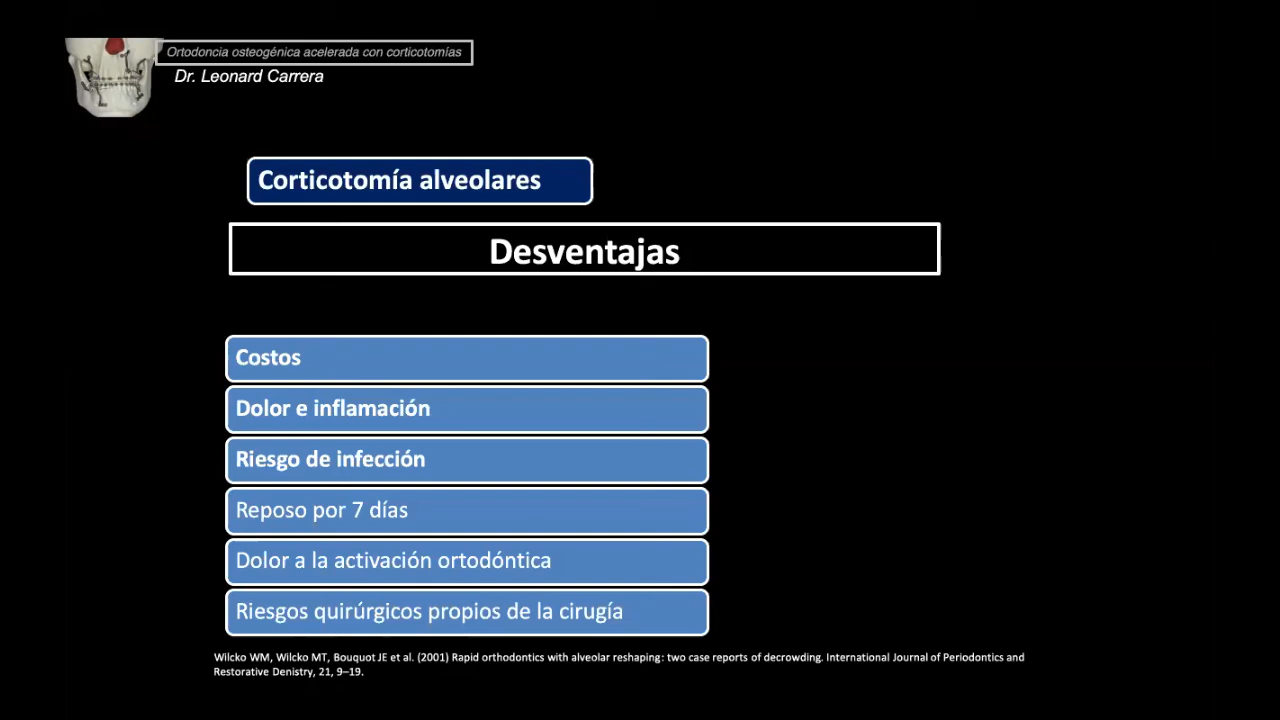 Ortodoncia osteogénica acelerada con corticotomías
Dr. Leonard Carrera
Corticotomía alveolares
Desventajas
Costos
Dolor e inflamación
Riesgo de infección
Reposo por 7 días
Dolor a la activación ortodóntica
Riesgos quirúrgicos propios de la cirugía
Wilcko WM, Wilcko MT, Bouquot JE et al. (2001) Rapid orthodontics with alveolar reshaping: two case reports of decrowding. International Journal of Periodontics and
Restorative Denistry, 21, 9–19.